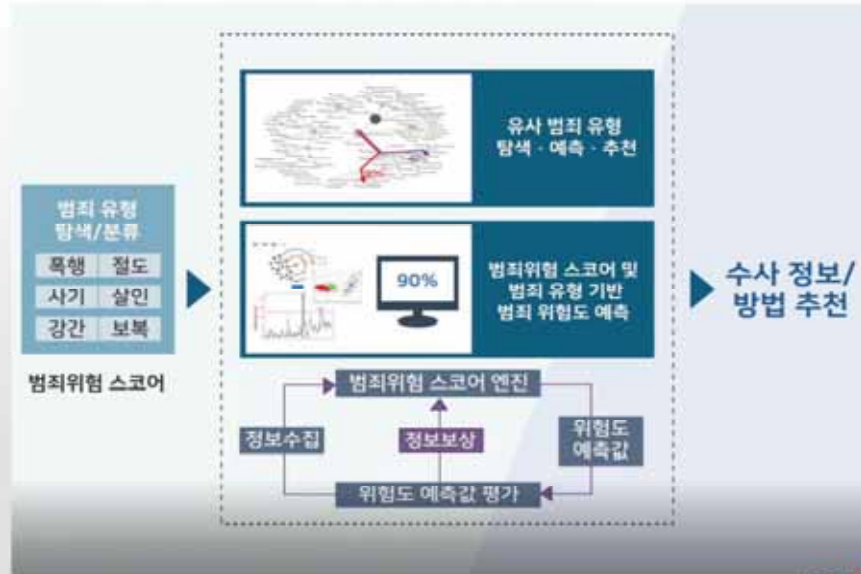 범죄 유형
탐색/분류
폭행 절도
사기 살인
강간 보복
범죄위험 스코어
유사 범죄 유형
탐색 · 예측 · 추천
90%
범죄위험 스코어 및
범죄 유형 기반
범죄 위험도 예측
범죄위험 스코어 엔진
정보수집
정보보상
위험도
예측값
위험도 예측값 평가
수사 정보/
방법 추천